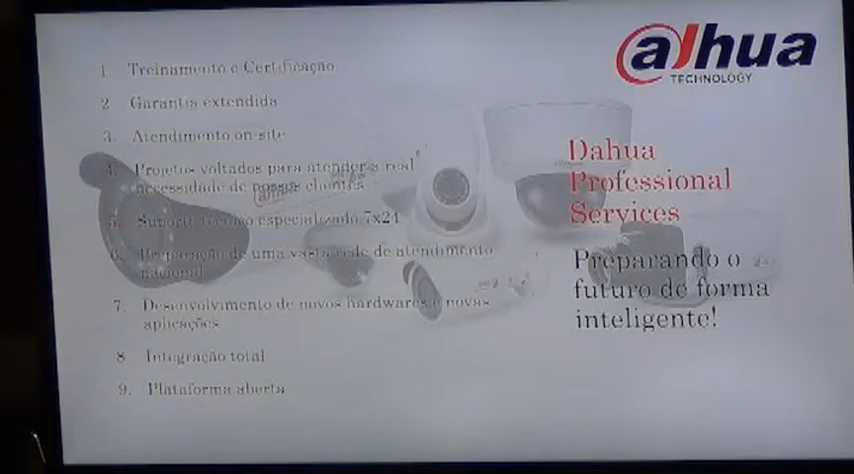 1. Treinamento e Certificação
2 Garantia extendida
3. Atendimento on-site
4. Projetos voltados para atender a real
necessidade de nossos clientes
5. Suporte técnico especializado 7x24
6. Preparação de uma vasta rede de atendimento
nacional
7. Desenvolvimento de novos hardwares e novas
aplicações
8 Integração total
9. Plataforma aberta
alhua
TECHNOLOGY
Dahua
Professional
Services
Preparando o
futuro de forma
inteligente!